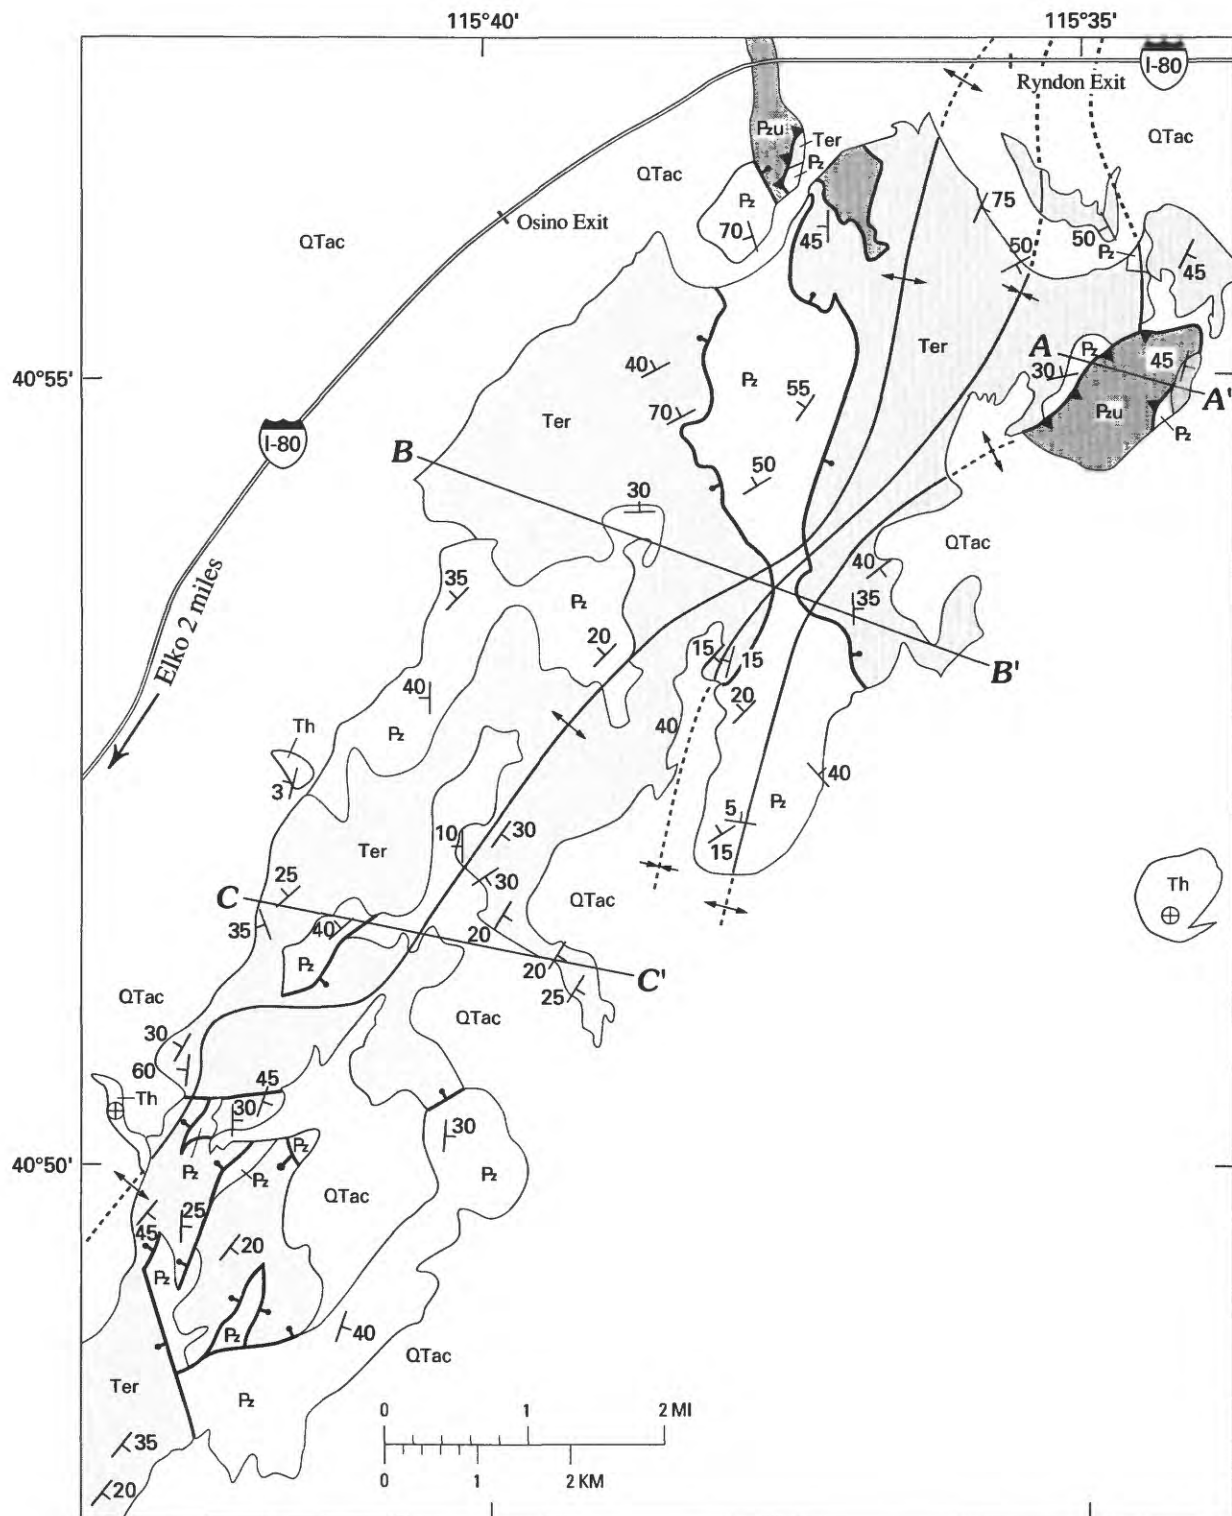 115°40'
115°35'
I-80
Ryndon Exit
QTac
Pzu
Ter
Pz
QTac
Pz
75
Osino Exit
70
45
50
50
Pz
QTac
45
40°55'
Ter
A
Pz
45
40
Pz
30
A'
55
Pzu
Ter
70
Pz
I-80
B
50
30
QTac
40
35
Pz
35
Elko 2 miles
20
15
15
B'
40
20
40
Pz
Th
40
3
5
Pz
10
30
15
Ter
Th
25
30
C
QTac
35
40
20
Pz
20
C'
25
QTac
QTac
30
60
45
Th
30
30
40°50'
Pz
Pz
Pz
Pz
QTac
25
45
20
Pz
Pz
40
QTac
Ter
Pz
0 1 2 MI
35
0 1 2 KM
20